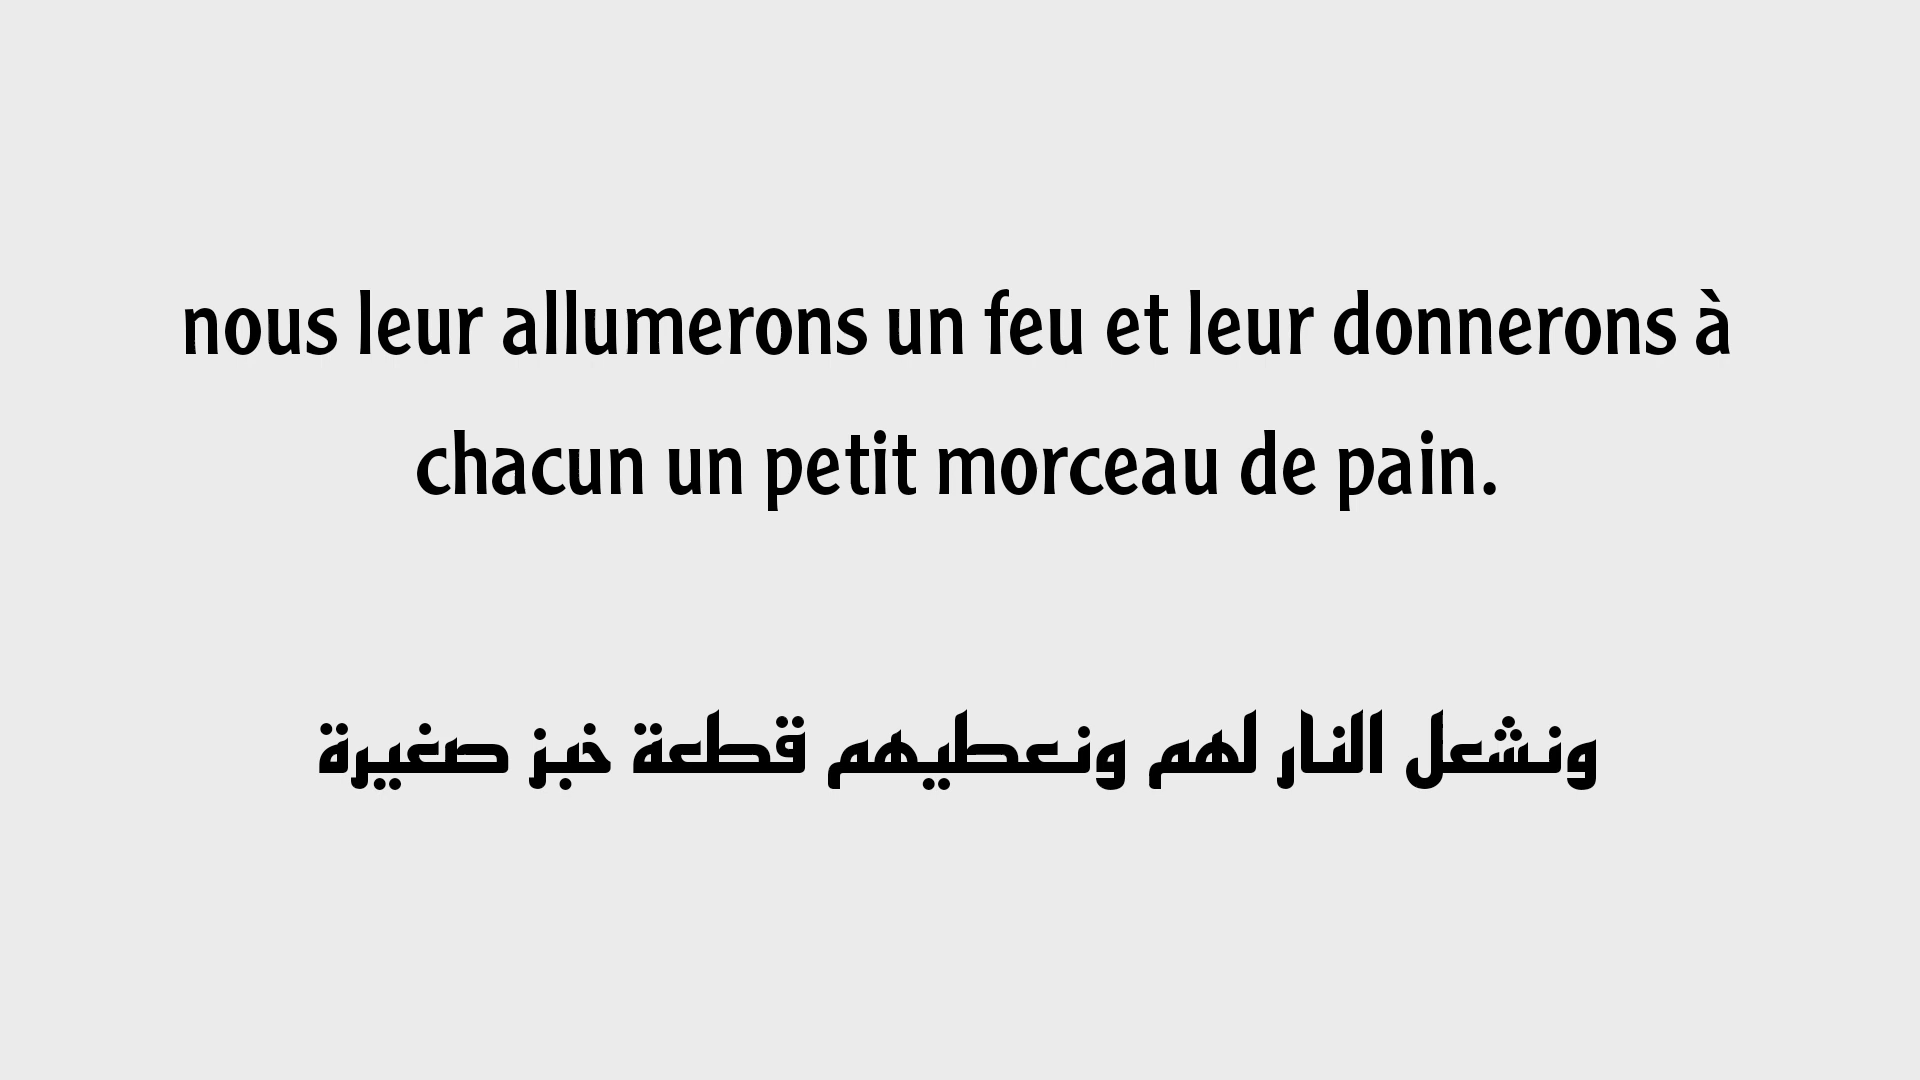 nous leur allumerons un feu et leur donnerons à
chacun un petit morceau de pain.
ونشعل النار لهم ونعطيهم قطعة خبز صغيرة